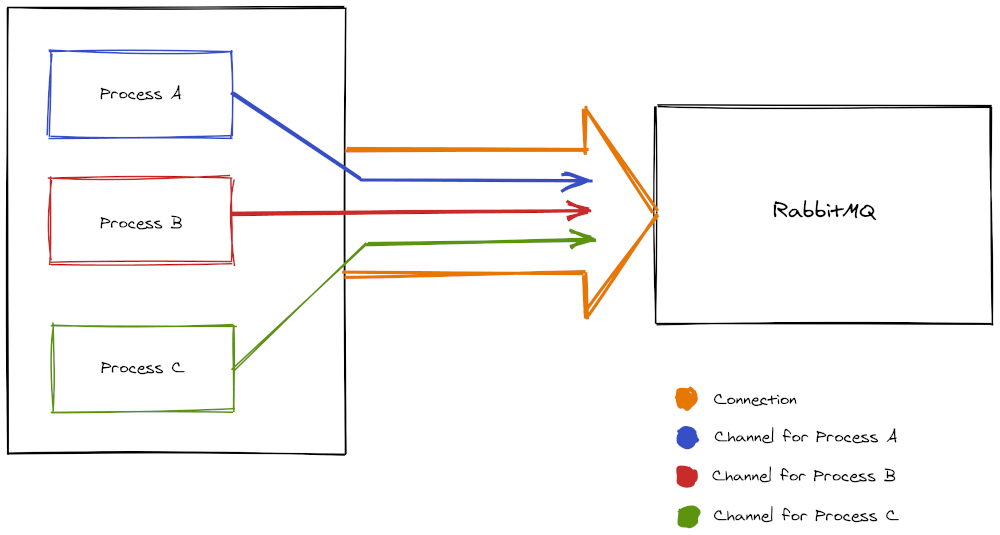 Process A
Process B
Process C
RabbitMQ
Connection
Channel for Process A
Channel for Process B
Channel for Process C